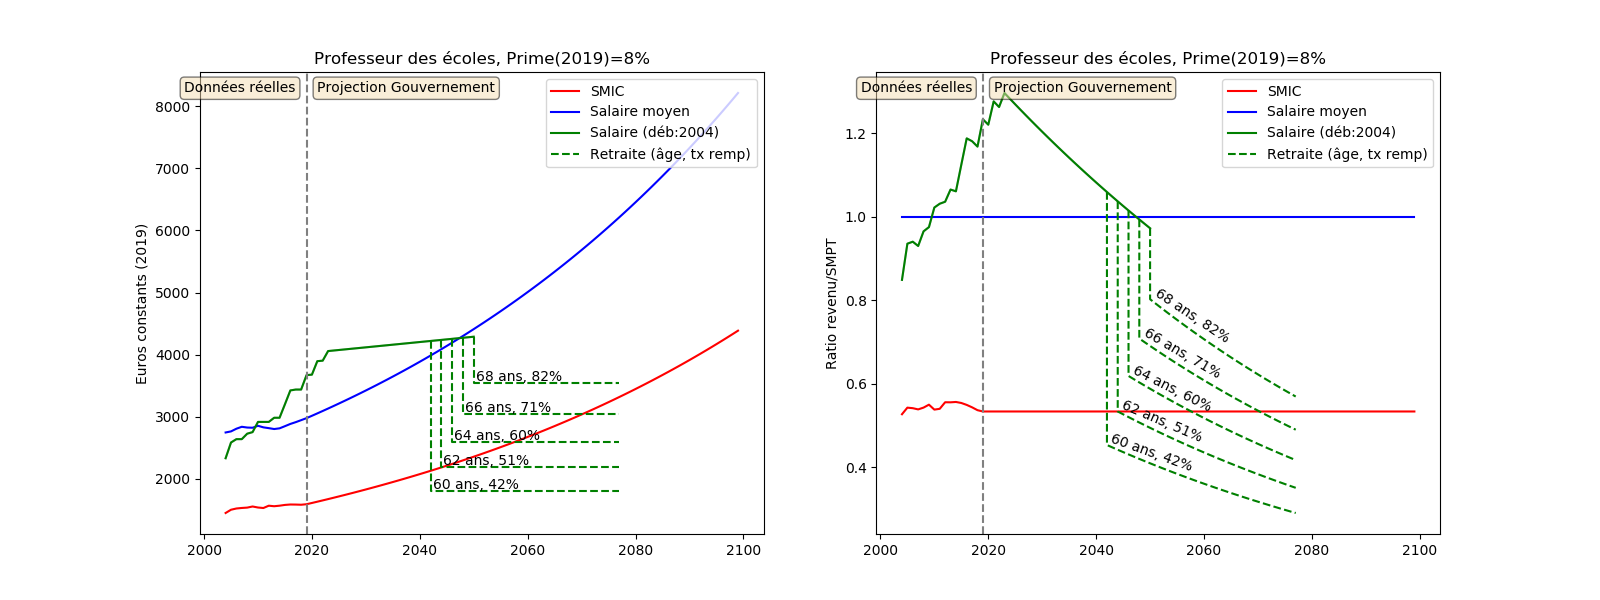 Professeur des écoles, Prime(2019)=8%
Données réelles
Projection Gouvernement
SMIC
Salaire moyen
Salaire (déb:2004)
Retraite (âge, tx remp)
Euros constants (2019)
8000
7000
6000
5000
4000
3000
2000
68 ans, 82%
66 ans, 71%
64 ans, 60%
62 ans, 51%
60 ans, 42%
2000 2020 2040 2060 2080 2100
Professeur des écoles, Prime(2019)=8%
Données réelles
Projection Gouvernement
SMIC
Salaire moyen
Salaire (déb:2004)
Retraite (âge, tx remp)
Ratio revenu/SMPT
1.2
1.0
0.8
0.6
0.4
68 ans, 82%
66 ans, 71%
64 ans, 60%
62 ans, 51%
60 ans, 42%
2000 2020 2040 2060 2080 2100